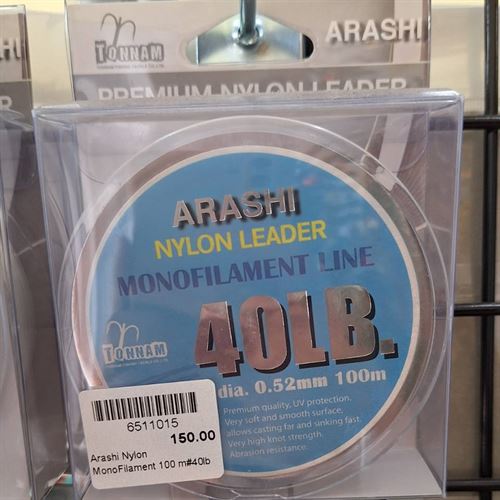 TONNAM
ARASHI
PREMIUM NYLON LEADER
ARASHI
NYLON LEADER
MONOFILAMENT LINE
40LB.
TONNAM
dia. 0.52mm 100m
Premium quality, UV protection.
Very soft and smooth surface,
allows casting far and sinking fast.
Very high knot strength.
Abrasion resistance.
6511015
150.00
Arashi Nylon
MonoFilament 100 m#40lb